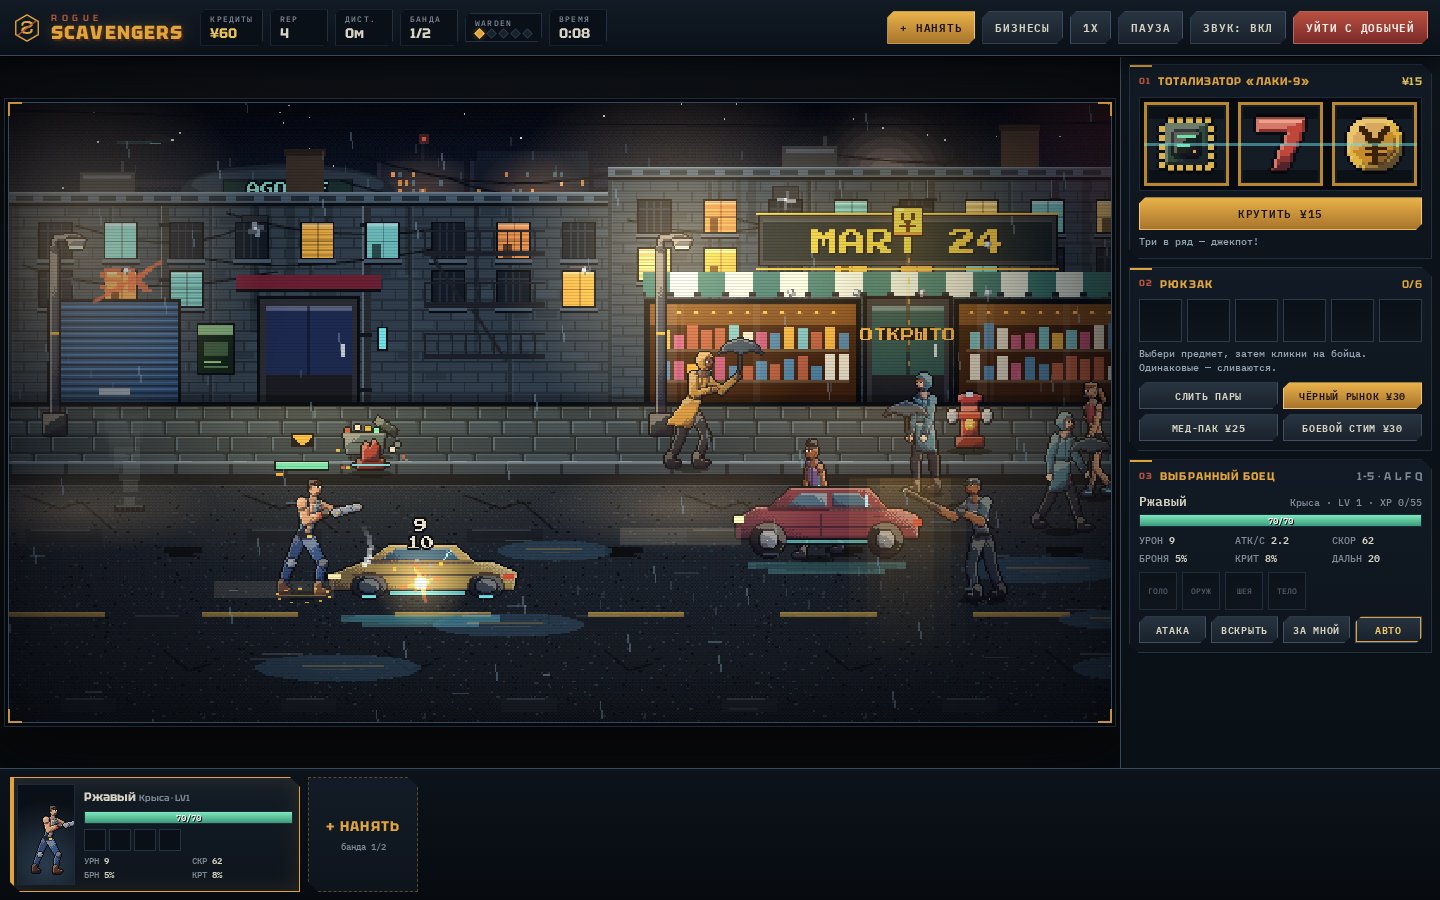 ROGUE
SCAVENGERS
КРЕДИТЫ
¥60
REP
4
ДИСТ.
0м
БАНДА
1/2
WARDEN
ВРЕМЯ
0:08
+ НАНЯТЬ
БИЗНЕСЫ
1X
ПАУЗА
ЗВУК: ВКЛ
УЙТИ С ДОБЫЧЕЙ
MART 24
¥
ОТКРЫТО
9
10
01 ТОТАЛИЗАТОР «ЛАКИ-9» ¥15
7
¥
КРУТИТЬ ¥15
Три в ряд — джекпот!
02 РЮКЗАК 0/6
Выбери предмет, затем кликни на бойца.
Одинаковые — сливаются.
СЛИТЬ ПАРЫ
ЧЁРНЫЙ РЫНОК ¥30
МЕД-ПАК ¥25
БОЕВОЙ СТИМ ¥30
03 ВЫБРАННЫЙ БОЕЦ 1-5 · A L F Q
Ржавый Крыса · LV 1 · XP 0/55
70/70
УРОН 9 АТК/С 2.2 СКОР 62
БРОНЯ 5% КРИТ 8% ДАЛЬН 20
ГОЛО ОРУЖ ШЕЯ ТЕЛО
АТАКА ВСКРЫТЬ ЗА МНОЙ АВТО
Ржавый Крыса · LV1
70/70
УРН 9 СКР 62
БРН 5% КРТ 8%
+ НАНЯТЬ
банда 1/2